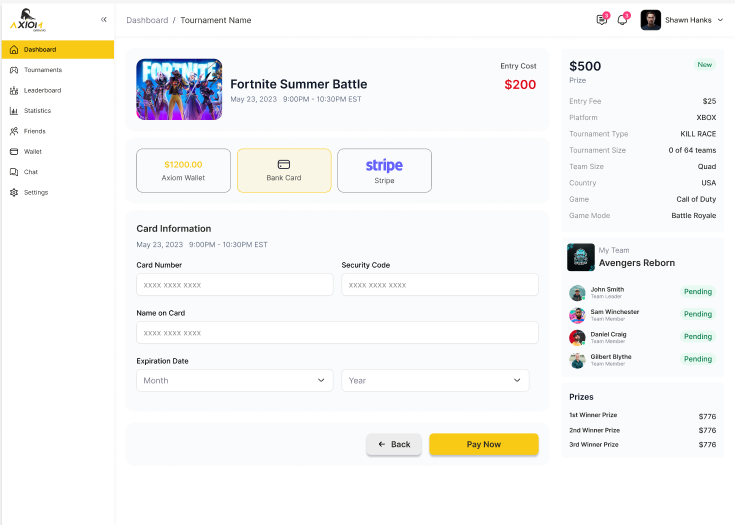 AXIOM
Dashboard
Tournaments
Leaderboard
Statistics
Friends
Wallet
Chat
Settings
Dashboard / Tournament Name
Shawn Hanks
FORTNITE
Fortnite Summer Battle
May 23, 2023 9:00PM - 10:30PM EST
Entry Cost
$200
$1200.00
Axiom Wallet
Bank Card
stripe
Stripe
Card Information
May 23, 2023 9:00PM - 10:30PM EST
Card Number
Security Code
xxxx xxxx xxxx
xxxx xxxx xxxx
Name on Card
xxxx xxxx xxxx
Expiration Date
Month
Year
Back
Pay Now
$500
New
Prize
Entry Fee $25
Platform XBOX
Tournament Type KILL RACE
Tournament Size 0 of 64 teams
Team Size Quad
Country USA
Game Call of Duty
Game Mode Battle Royale
My Team
Avengers Reborn
John Smith
Team Leader
Pending
Sam Winchester
Team Member
Pending
Daniel Craig
Team Member
Pending
Gilbert Blythe
Team Member
Pending
Prizes
1st Winner Prize $776
2nd Winner Prize $776
3rd Winner Prize $776